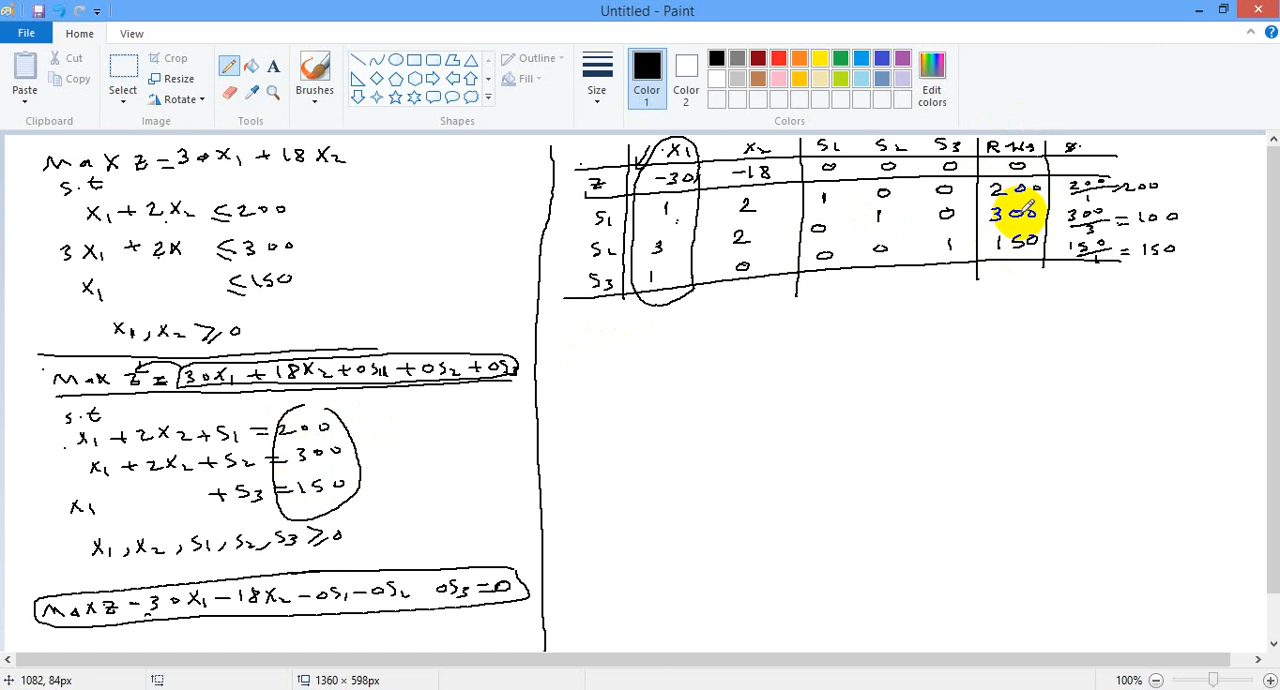 Untitled - Paint
File Home View
Paste
Cut
Copy
Clipboard
Select
Crop
Resize
Rotate
Image
Tools
Brushes
Shapes
Outline
Fill
Size
Color 1
Color 2
Edit colors
Colors
Max Z = 30x1 + 18x2
s.t
x1 + 2x2 ≤ 200
3x1 + 2x ≤ 300
x1 ≤ 150
x1, x2 ≥ 0
Max Z = 30x1 + 18x2 + 0s1 + 0s2 + 0s3
s.t
x1 + 2x2 + s1 = 200
x1 + 2x2 + s2 = 300
x1 + s3 = 150
x1, x2, s1, s2, s3 ≥ 0
Max Z - 30x1 - 18x2 - 0s1 - 0s2 0s3 = 0
x1 x2 s1 s2 s3 RHS
Z -30 -18 0 0 0 0
s1 1 2 1 0 0 200 200/1 = 200
s2 3 2 0 1 0 300 300/3 = 100
s3 1 0 0 0 1 150 150/1 = 150
1082, 84px
1360 × 598px
100%